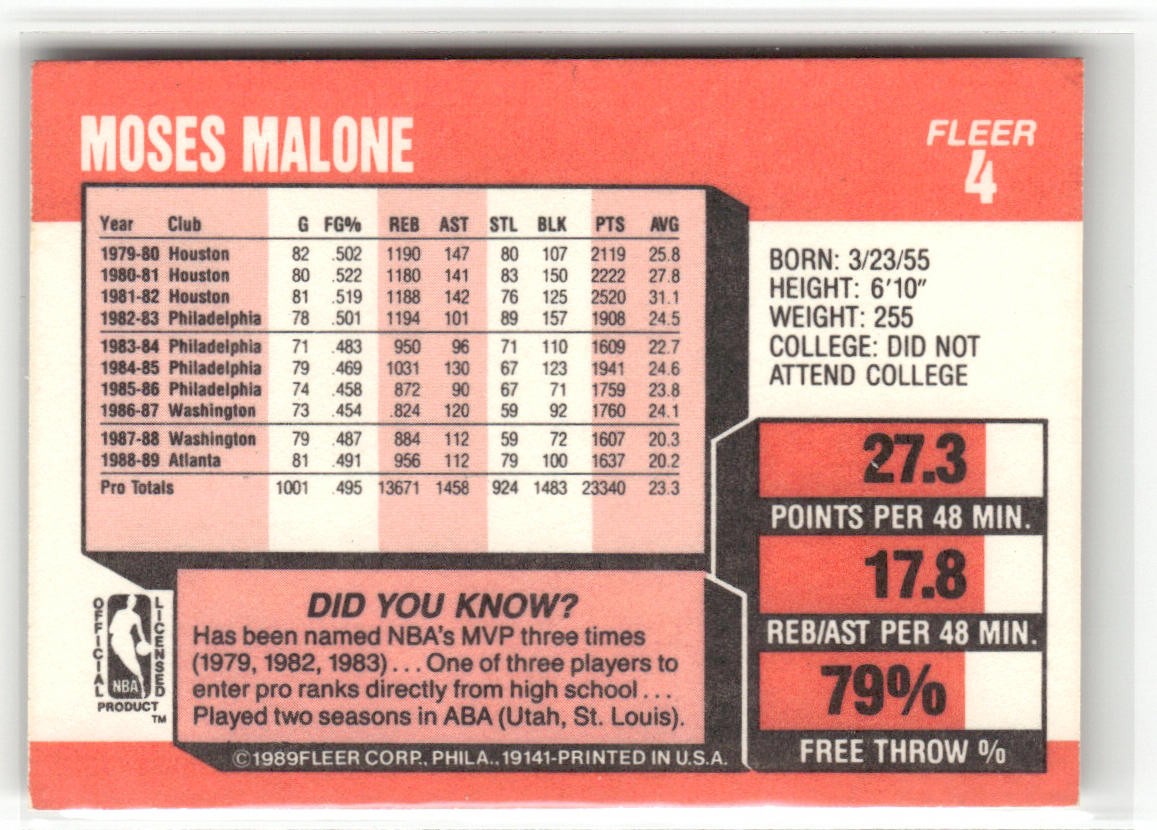 MOSES MALONE
FLEER
4
Year Club G FG% REB AST STL BLK PTS AVG
1979-80 Houston 82 .502 1190 147 80 107 2119 25.8
1980-81 Houston 80 .522 1180 141 83 150 2222 27.8
1981-82 Houston 81 .519 1188 142 76 125 2520 31.1
1982-83 Philadelphia 78 .501 1194 101 89 157 1908 24.5
1983-84 Philadelphia 71 .483 950 96 71 110 1609 22.7
1984-85 Philadelphia 79 .469 1031 130 67 123 1941 24.6
1985-86 Philadelphia 74 .458 872 90 67 71 1759 23.8
1986-87 Washington 73 .454 .824 120 59 92 1760 24.1
1987-88 Washington 79 .487 884 112 59 72 1607 20.3
1988-89 Atlanta 81 .491 956 112 79 100 1637 20.2
Pro Totals 1001 .495 13671 1458 924 1483 23340 23.3
BORN: 3/23/55
HEIGHT: 6'10"
WEIGHT: 255
COLLEGE: DID NOT
ATTEND COLLEGE
27.3
POINTS PER 48 MIN.
17.8
REB/AST PER 48 MIN.
79%
FREE THROW %
DID YOU KNOW?
Has been named NBA's MVP three times
(1979, 1982, 1983)... One of three players to
enter pro ranks directly from high school...
Played two seasons in ABA (Utah, St. Louis).
OFFICIAL
LICENSED
NBA
PRODUCT
TM
©1989FLEER CORP., PHILA., 19141-PRINTED IN U.S.A.